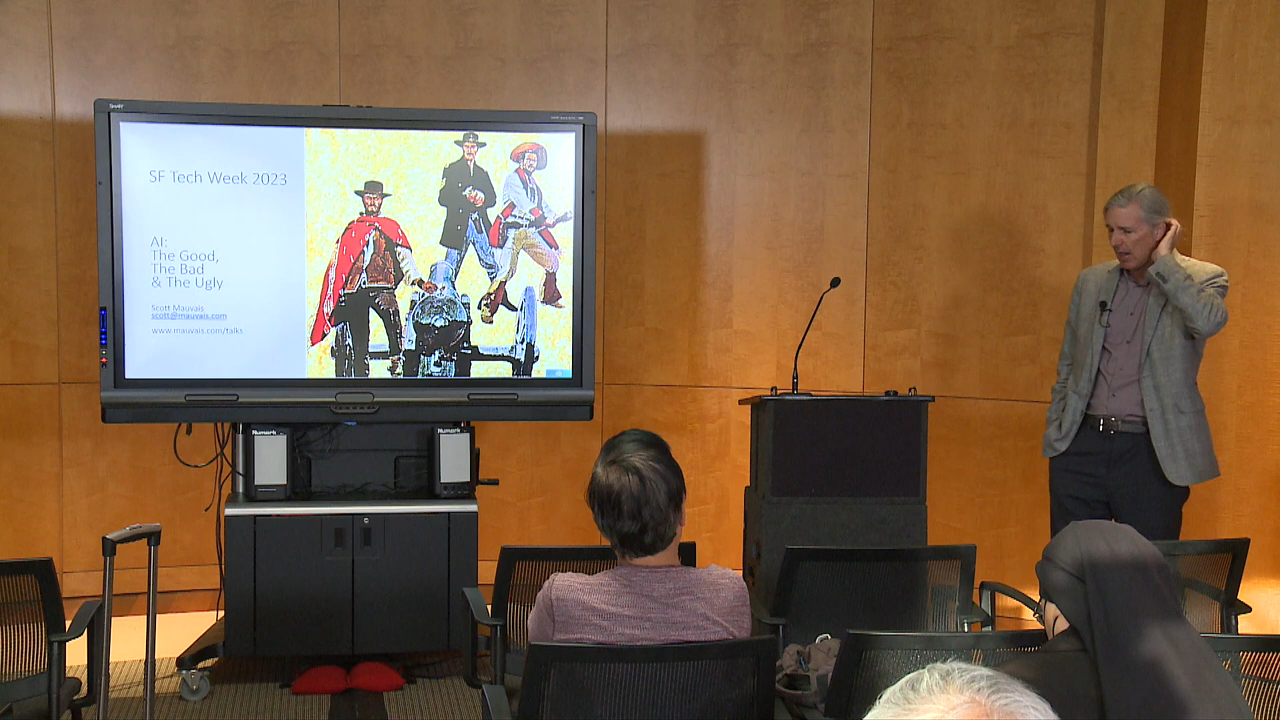 SMART
SF Tech Week 2023
AI:
The Good,
The Bad
& The Ugly
Scott Mauvais
scott@mauvais.com
www.mauvais.com/talks
Numark
Numark